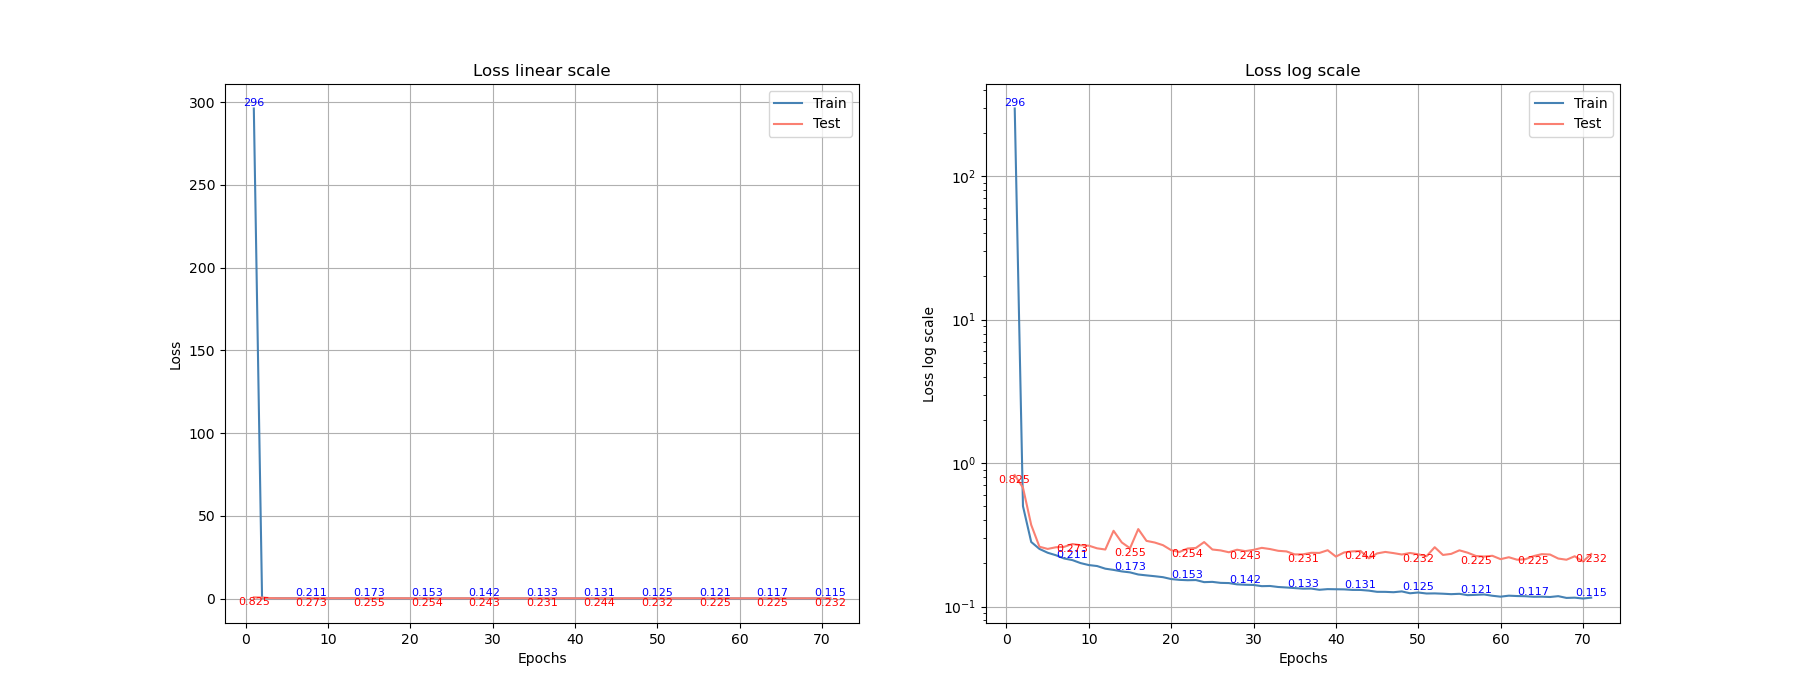 Loss linear scale
Loss
300
250
200
150
100
50
0
296
0.211 0.173 0.153 0.142 0.133 0.131 0.125 0.121 0.117 0.115
0.825 0.273 0.255 0.254 0.243 0.231 0.244 0.232 0.225 0.225 0.232
0 10 20 30 40 50 60 70
Epochs
Train
Test
Loss log scale
Loss log scale
10²
10¹
10⁰
10⁻¹
296
0.825
0.273 0.255 0.254 0.243 0.231 0.244 0.232 0.225 0.225 0.232
0.211 0.173 0.153 0.142 0.133 0.131 0.125 0.121 0.117 0.115
0 10 20 30 40 50 60 70
Epochs
Train
Test